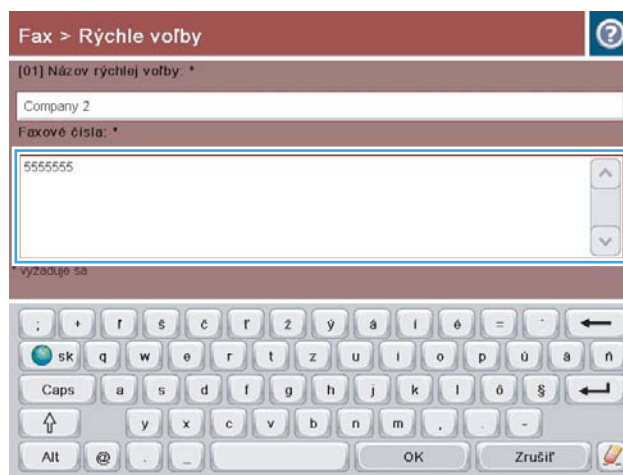 Fax > Rýchle voľby
[01] Názov rýchlej voľby: *
Company 2
Faxové čísla: *
5555555
* vyžaduje sa
; + ľ š č ť ž ý á í é = ´
sk q w e r t z u i o p ú ä ň
Caps a s d f g h j k l ô §
y x c v b n m , . -
Alt @ . _ OK Zrušiť